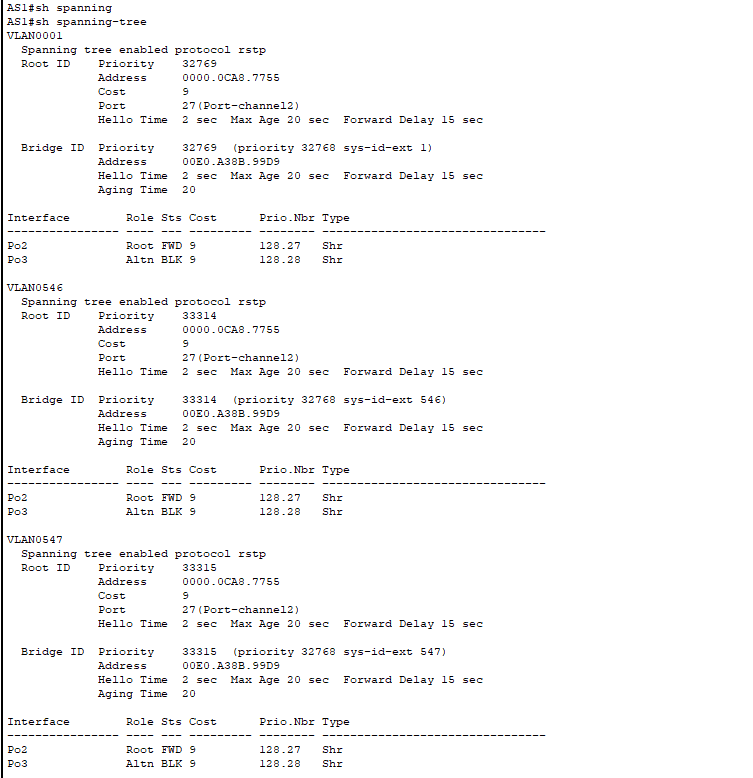 AS1#sh spanning
AS1#sh spanning-tree
VLAN0001
  Spanning tree enabled protocol rstp
  Root ID    Priority    32769
             Address     0000.0CA8.7755
             Cost        9
             Port        27(Port-channel2)
             Hello Time  2 sec  Max Age 20 sec  Forward Delay 15 sec

  Bridge ID  Priority    32769  (priority 32768 sys-id-ext 1)
             Address     00E0.A38B.99D9
             Hello Time  2 sec  Max Age 20 sec  Forward Delay 15 sec
             Aging Time  20

Interface        Role Sts Cost      Prio.Nbr Type
---------------- ---- --- --------- -------- --------------------------------
Po2              Root FWD 9         128.27   Shr
Po3              Altn BLK 9         128.28   Shr

VLAN0546
  Spanning tree enabled protocol rstp
  Root ID    Priority    33314
             Address     0000.0CA8.7755
             Cost        9
             Port        27(Port-channel2)
             Hello Time  2 sec  Max Age 20 sec  Forward Delay 15 sec

  Bridge ID  Priority    33314  (priority 32768 sys-id-ext 546)
             Address     00E0.A38B.99D9
             Hello Time  2 sec  Max Age 20 sec  Forward Delay 15 sec
             Aging Time  20

Interface        Role Sts Cost      Prio.Nbr Type
---------------- ---- --- --------- -------- --------------------------------
Po2              Root FWD 9         128.27   Shr
Po3              Altn BLK 9         128.28   Shr

VLAN0547
  Spanning tree enabled protocol rstp
  Root ID    Priority    33315
             Address     0000.0CA8.7755
             Cost        9
             Port        27(Port-channel2)
             Hello Time  2 sec  Max Age 20 sec  Forward Delay 15 sec

  Bridge ID  Priority    33315  (priority 32768 sys-id-ext 547)
             Address     00E0.A38B.99D9
             Hello Time  2 sec  Max Age 20 sec  Forward Delay 15 sec
             Aging Time  20

Interface        Role Sts Cost      Prio.Nbr Type
---------------- ---- --- --------- -------- --------------------------------
Po2              Root FWD 9         128.27   Shr
Po3              Altn BLK 9         128.28   Shr